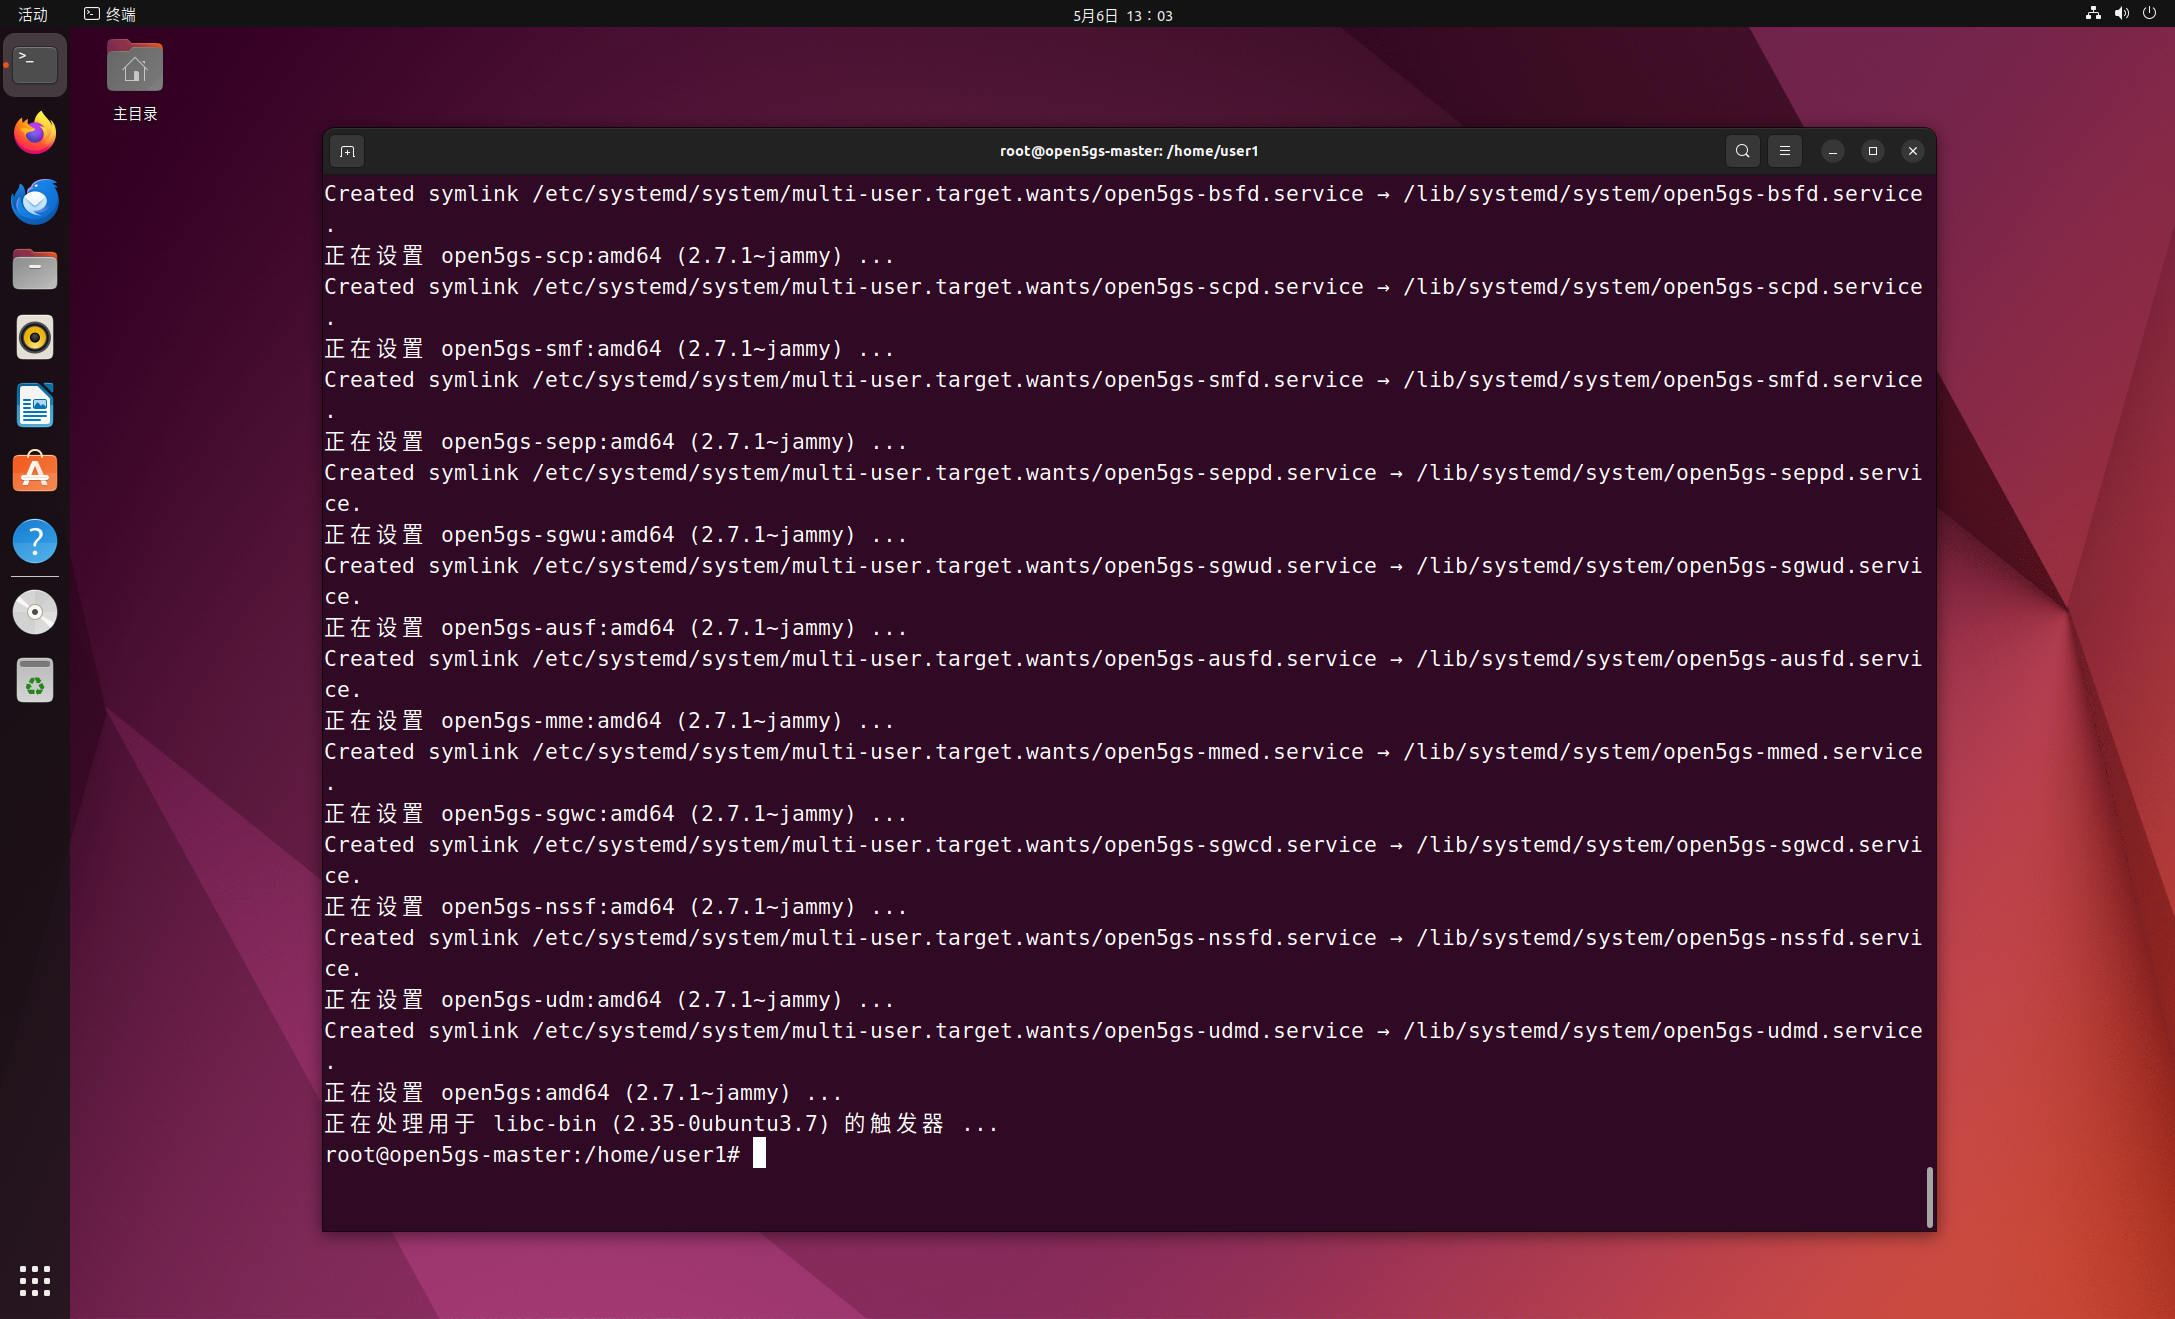 活动 终端 5月6日 13：03
主目录
root@open5gs-master: /home/user1
Created symlink /etc/systemd/system/multi-user.target.wants/open5gs-bsfd.service → /lib/systemd/system/open5gs-bsfd.service
.
正在设置 open5gs-scp:amd64 (2.7.1~jammy) ...
Created symlink /etc/systemd/system/multi-user.target.wants/open5gs-scpd.service → /lib/systemd/system/open5gs-scpd.service
.
正在设置 open5gs-smf:amd64 (2.7.1~jammy) ...
Created symlink /etc/systemd/system/multi-user.target.wants/open5gs-smfd.service → /lib/systemd/system/open5gs-smfd.service
.
正在设置 open5gs-sepp:amd64 (2.7.1~jammy) ...
Created symlink /etc/systemd/system/multi-user.target.wants/open5gs-seppd.service → /lib/systemd/system/open5gs-seppd.servi
ce.
正在设置 open5gs-sgwu:amd64 (2.7.1~jammy) ...
Created symlink /etc/systemd/system/multi-user.target.wants/open5gs-sgwud.service → /lib/systemd/system/open5gs-sgwud.servi
ce.
正在设置 open5gs-ausf:amd64 (2.7.1~jammy) ...
Created symlink /etc/systemd/system/multi-user.target.wants/open5gs-ausfd.service → /lib/systemd/system/open5gs-ausfd.servi
ce.
正在设置 open5gs-mme:amd64 (2.7.1~jammy) ...
Created symlink /etc/systemd/system/multi-user.target.wants/open5gs-mmed.service → /lib/systemd/system/open5gs-mmed.service
.
正在设置 open5gs-sgwc:amd64 (2.7.1~jammy) ...
Created symlink /etc/systemd/system/multi-user.target.wants/open5gs-sgwcd.service → /lib/systemd/system/open5gs-sgwcd.servi
ce.
正在设置 open5gs-nssf:amd64 (2.7.1~jammy) ...
Created symlink /etc/systemd/system/multi-user.target.wants/open5gs-nssfd.service → /lib/systemd/system/open5gs-nssfd.servi
ce.
正在设置 open5gs-udm:amd64 (2.7.1~jammy) ...
Created symlink /etc/systemd/system/multi-user.target.wants/open5gs-udmd.service → /lib/systemd/system/open5gs-udmd.service
.
正在设置 open5gs:amd64 (2.7.1~jammy) ...
正在处理用于 libc-bin (2.35-0ubuntu3.7) 的触发器 ...
root@open5gs-master:/home/user1#